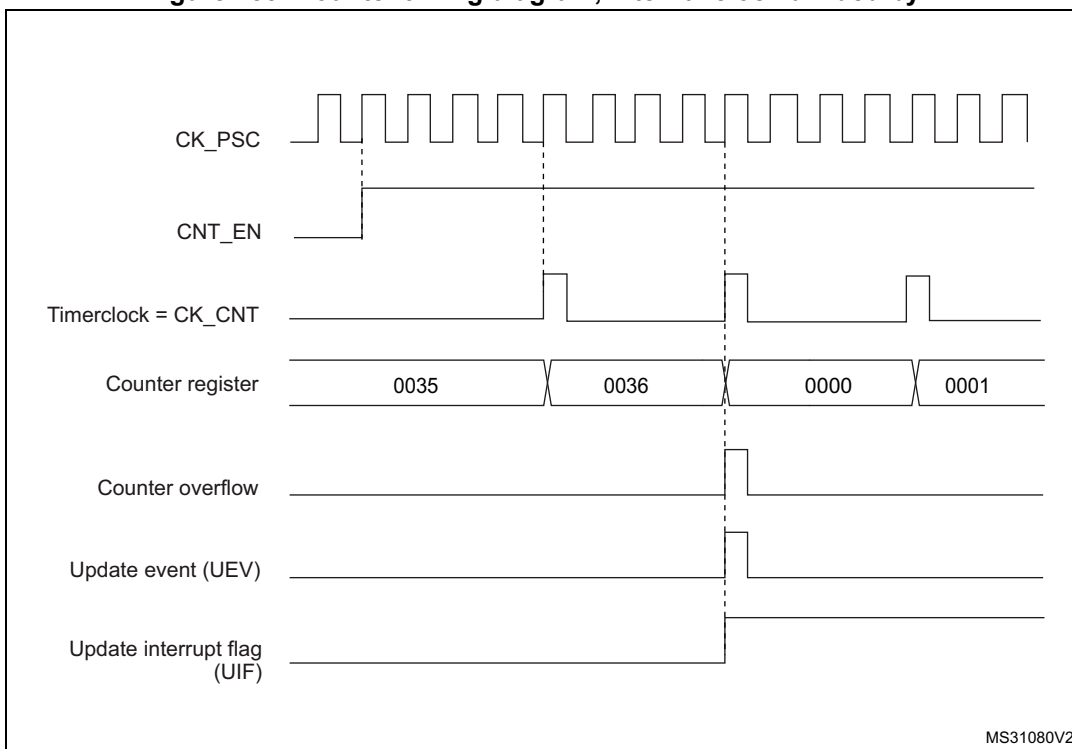 CK_PSC
CNT_EN
Timerclock = CK_CNT
Counter register
0035 0036 0000 0001
Counter overflow
Update event (UEV)
Update interrupt flag
(UIF)
MS31080V2